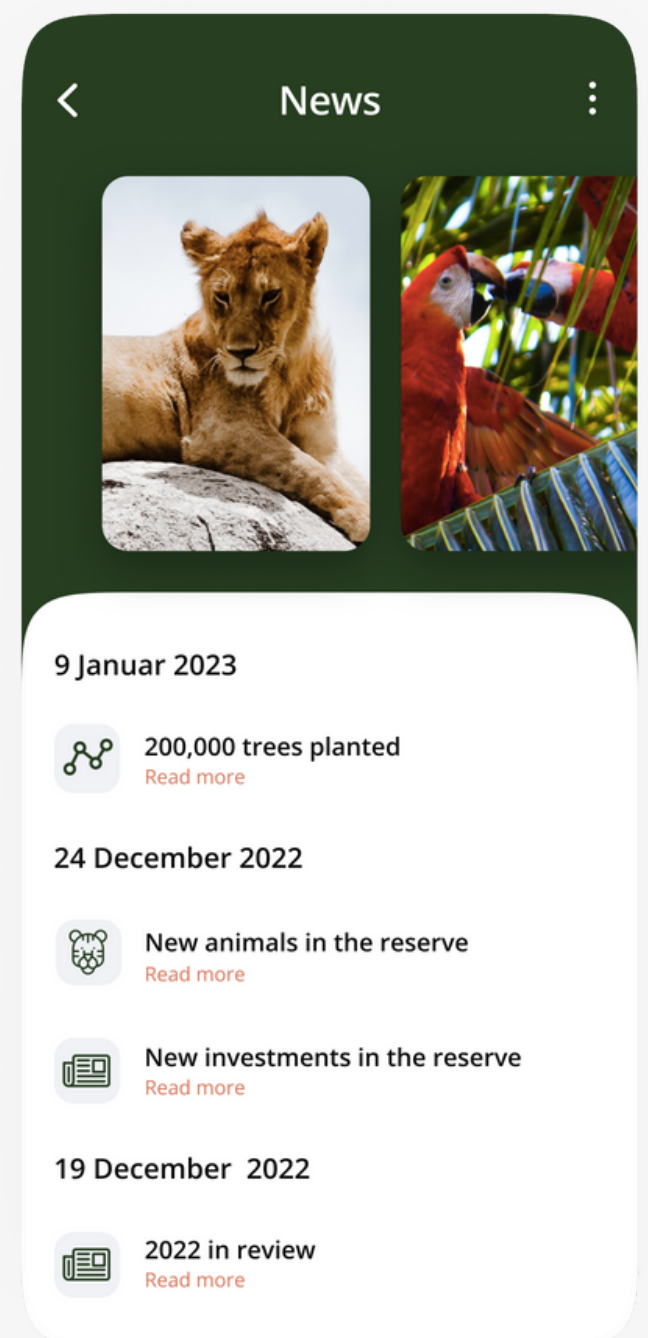 News
9 Januar 2023
200,000 trees planted
Read more
24 December 2022
New animals in the reserve
Read more
New investments in the reserve
Read more
19 December  2022
2022 in review
Read more